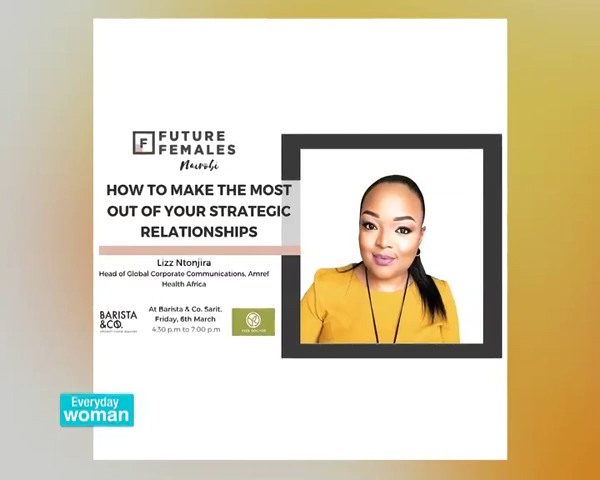 FUTURE
FEMALES
Nairobi
HOW TO MAKE THE MOST
OUT OF YOUR STRATEGIC
RELATIONSHIPS
Lizz Ntonjira
Head of Global Corporate Communications, Amref
Health Africa
BARISTA
&CO.
At Barista & Co. Sarit.
Friday, 6th March
4:30 p.m to 7:00 p.m
Everyday
woman